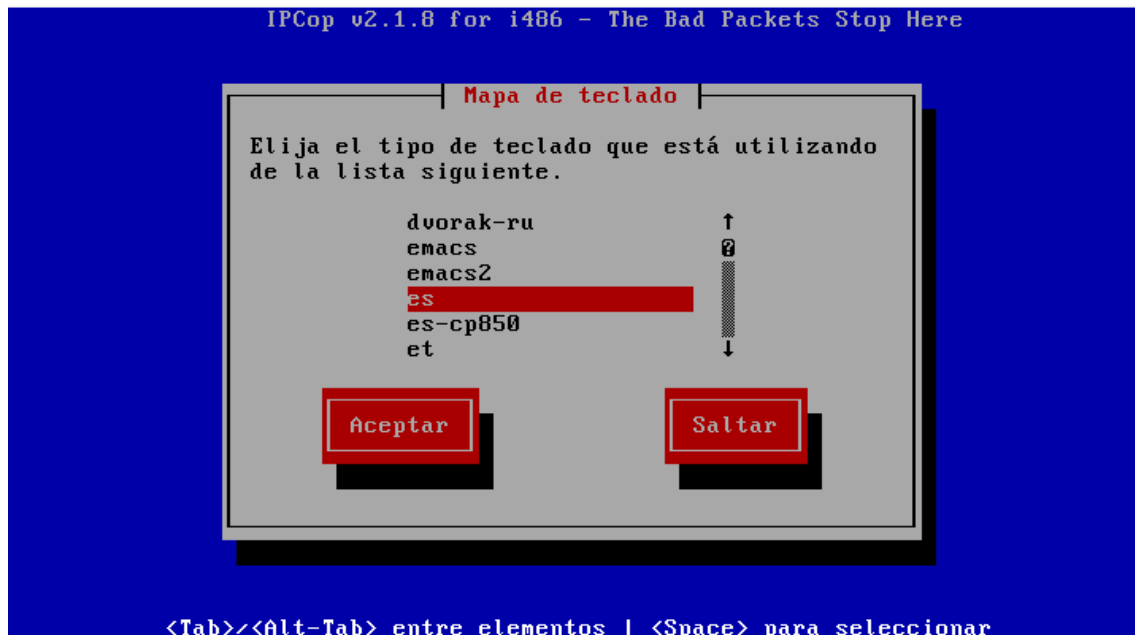 IPCop v2.1.8 for i486 - The Bad Packets Stop Here
Mapa de teclado
Elija el tipo de teclado que está utilizando
de la lista siguiente.
dvorak-ru
emacs
emacs2
es
es-cp850
et
Aceptar
Saltar
<Tab>/<Alt-Tab> entre elementos | <Space> para seleccionar